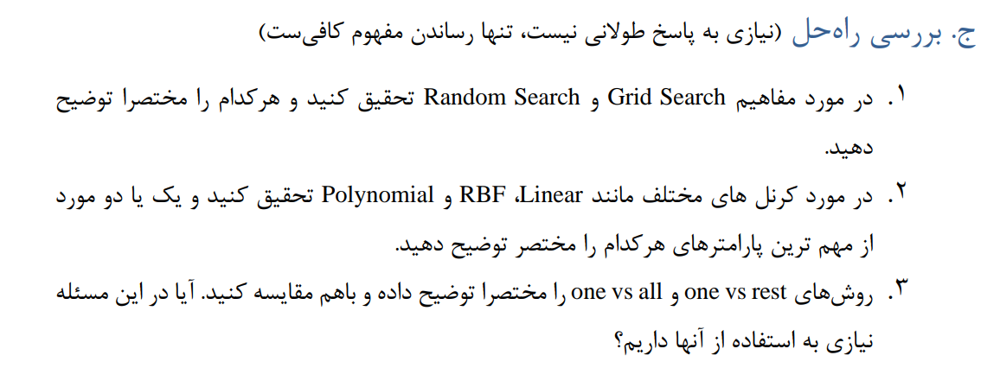 ج. بررسی راه‌حل (نیازی به پاسخ طولانی نیست، تنها رساندن مفهوم کافی‌ست)
۱. در مورد مفاهیم Grid Search و Random Search تحقیق کنید و هرکدام را مختصرا توضیح
دهید.
۲. در مورد کرنل های مختلف مانند Linear، RBF و Polynomial تحقیق کنید و یک یا دو مورد
از مهم ترین پارامترهای هرکدام را مختصر توضیح دهید.
۳. روش‌های one vs rest و one vs all را مختصرا توضیح داده و باهم مقایسه کنید. آیا در این مسئله
نیازی به استفاده از آنها داریم؟